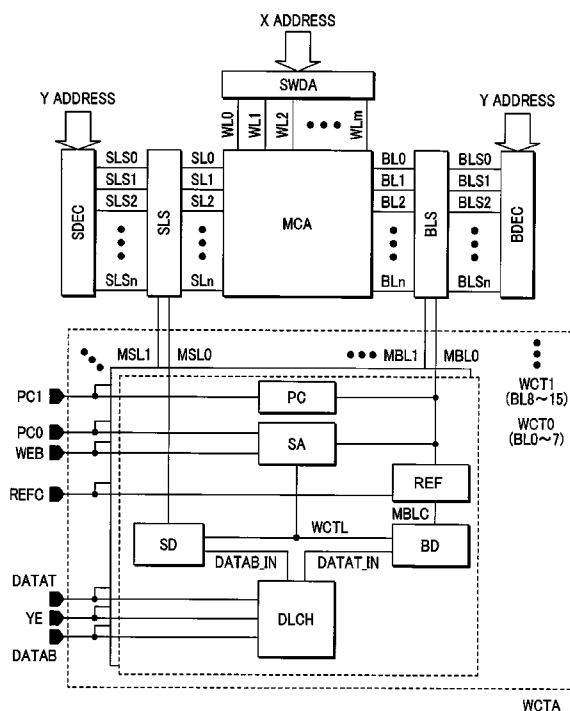 X ADDRESS
SWDA
Y ADDRESS
Y ADDRESS
WL0
WL1
WL2
WLm
SDEC
SLS0
SLS1
SLS2
SLSn
SLS
SL0
SL1
SL2
SLn
MCA
BL0
BL1
BL2
BLn
BLS
BLS0
BLS1
BLS2
BLSn
BDEC
MSL1
MSL0
MBL1
MBL0
WCT1
(BL8~15)
WCT0
(BL0~7)
PC1
PC
PC0
WEB
SA
REFC
REF
MBLC
WCTL
SD
BD
DATAB_IN
DATAT_IN
DATAT
YE
DATAB
DLCH
WCTA